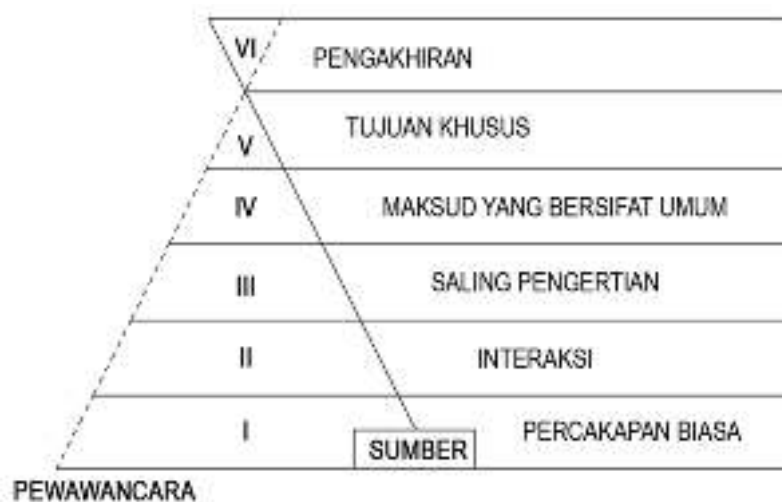 VI PENGAKHIRAN
V TUJUAN KHUSUS
IV MAKSUD YANG BERSIFAT UMUM
III SALING PENGERTIAN
II INTERAKSI
I SUMBER PERCAKAPAN BIASA
PEWAWANCARA